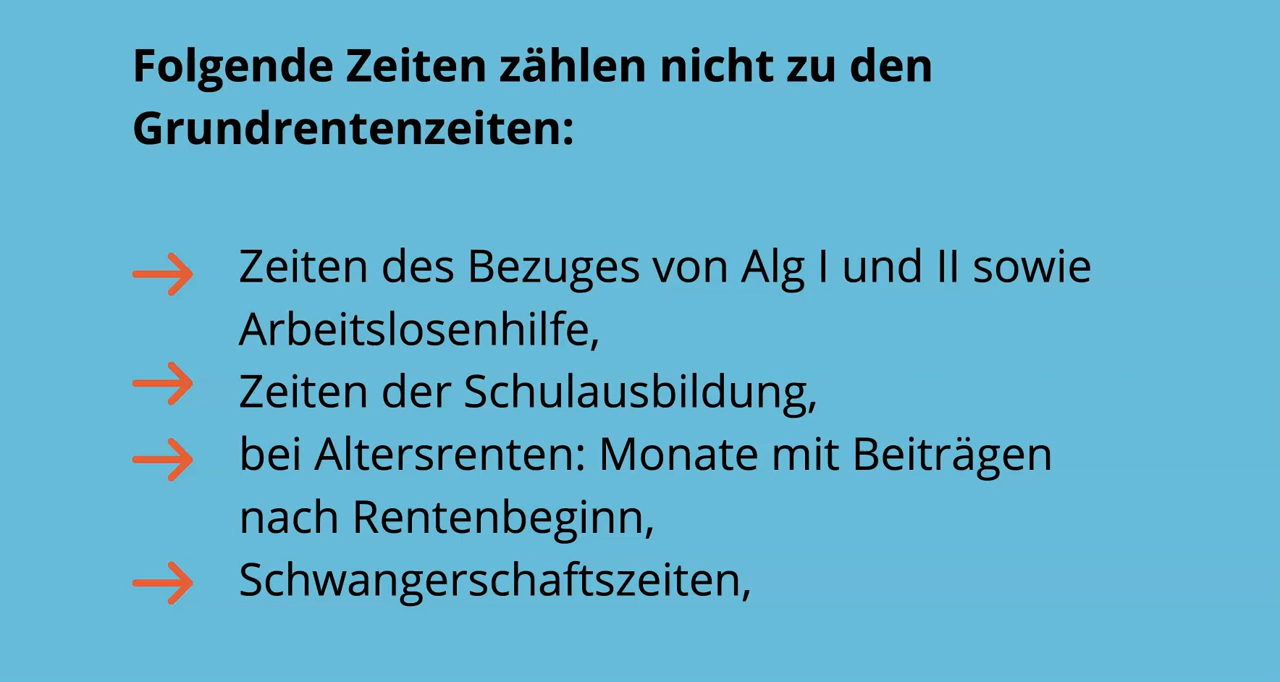 Folgende Zeiten zählen nicht zu den
Grundrentenzeiten:
Zeiten des Bezuges von Alg I und II sowie
Arbeitslosenhilfe,
Zeiten der Schulausbildung,
bei Altersrenten: Monate mit Beiträgen
nach Rentenbeginn,
Schwangerschaftszeiten,